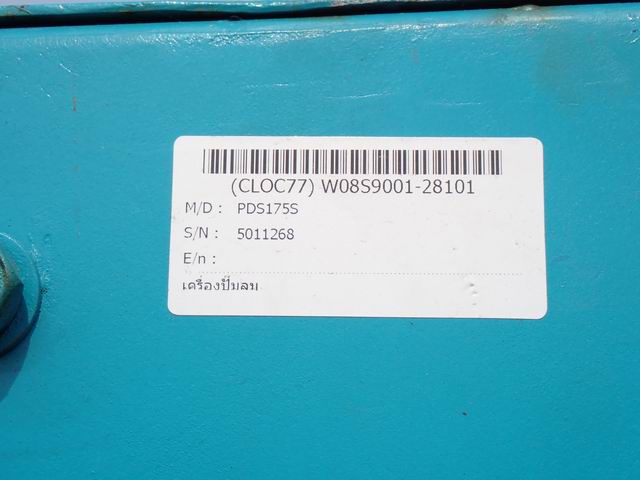 (CLOC77) W08S9001-28101
M/D : PDS175S
S/N : 5011268
E/n :
เครื่องปั๊มลม